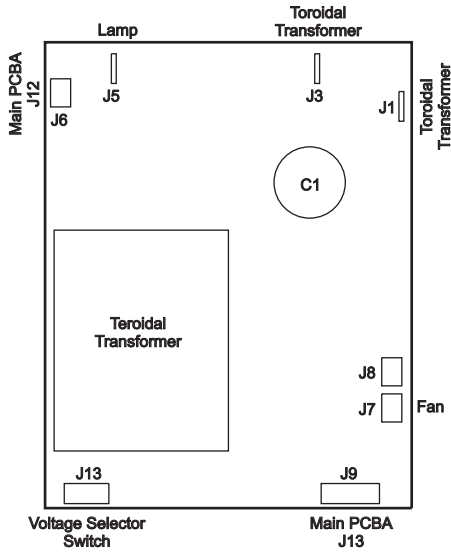 Lamp
Toroidal
Transformer
Main PCBA
J12
J6
J5
J3
J1
Toroidal
Transformer
C1
Teroidal
Transformer
J8
J7
Fan
J13
J9
Voltage Selector
Switch
Main PCBA
J13